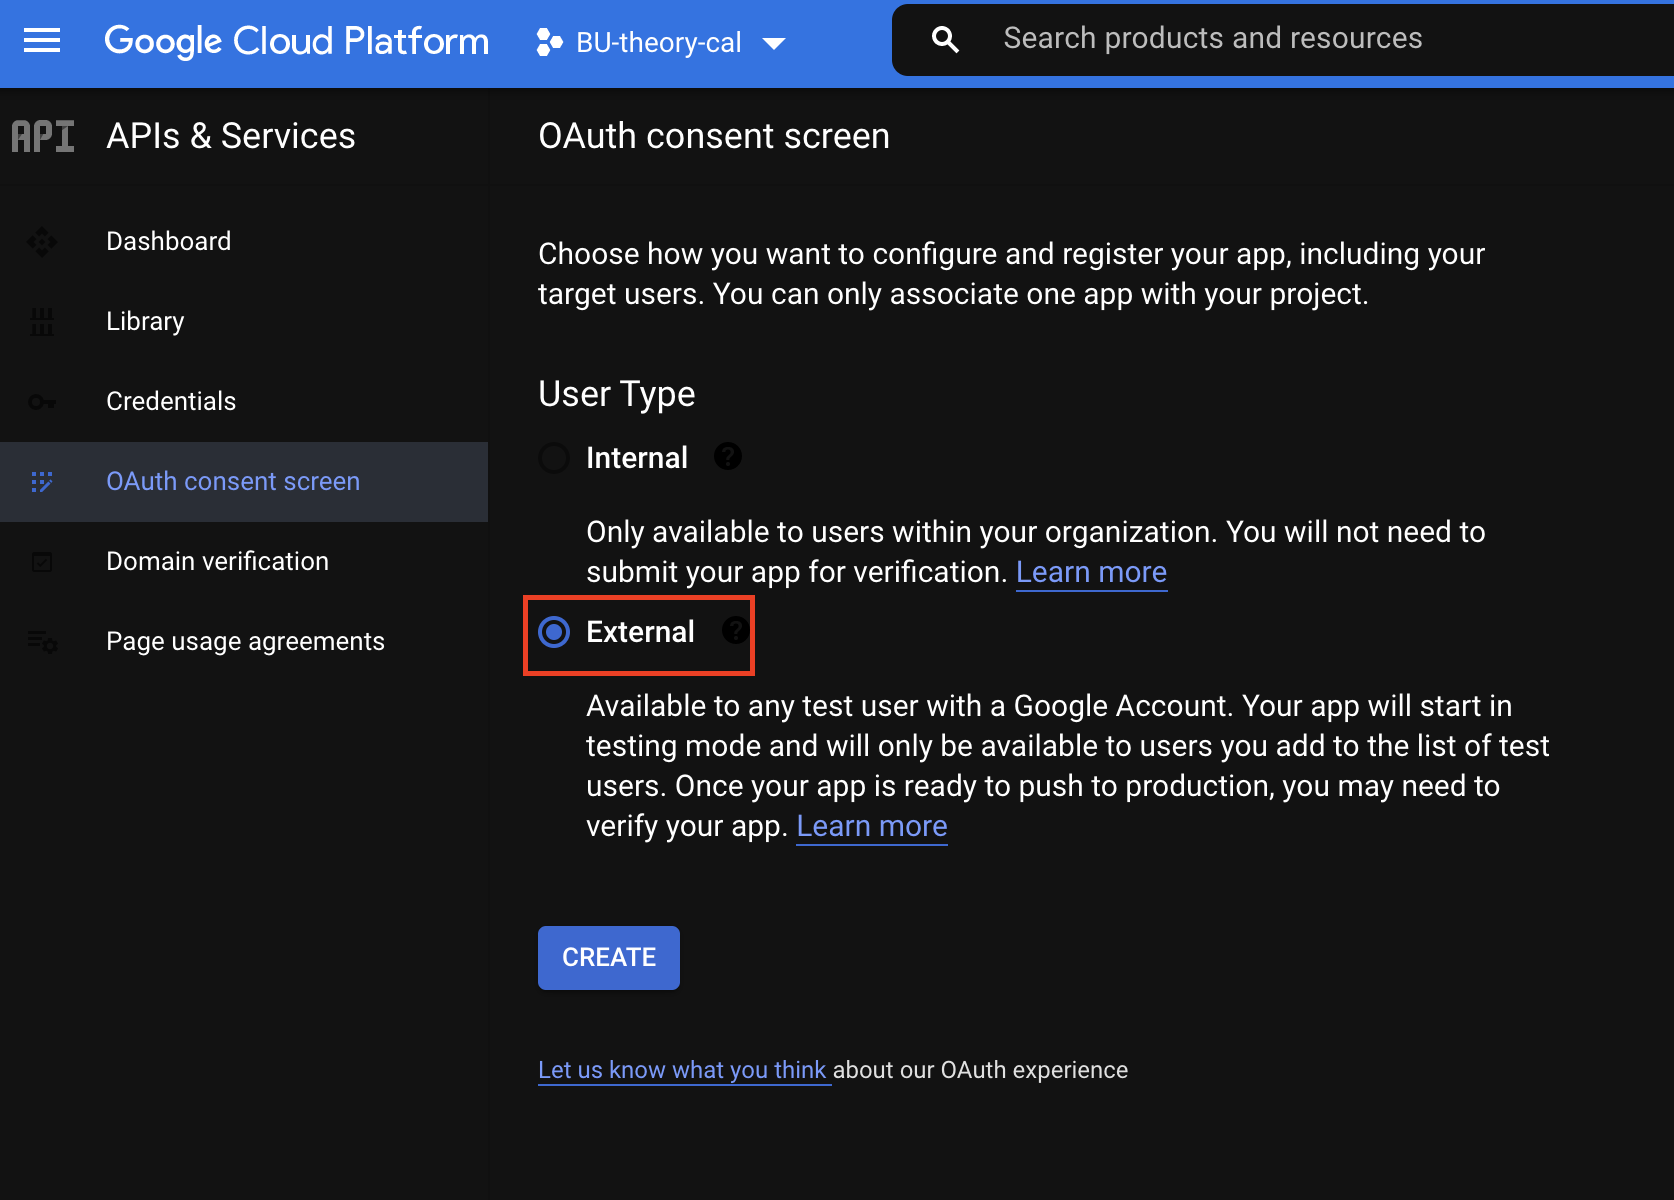 Google Cloud Platform
BU-theory-cal
Search products and resources
API
APIs & Services
Dashboard
Library
Credentials
OAuth consent screen
Domain verification
Page usage agreements
OAuth consent screen
Choose how you want to configure and register your app, including your
target users. You can only associate one app with your project.
User Type
Internal ?
Only available to users within your organization. You will not need to
submit your app for verification. Learn more
External ?
Available to any test user with a Google Account. Your app will start in
testing mode and will only be available to users you add to the list of test
users. Once your app is ready to push to production, you may need to
verify your app. Learn more
CREATE
Let us know what you think about our OAuth experience